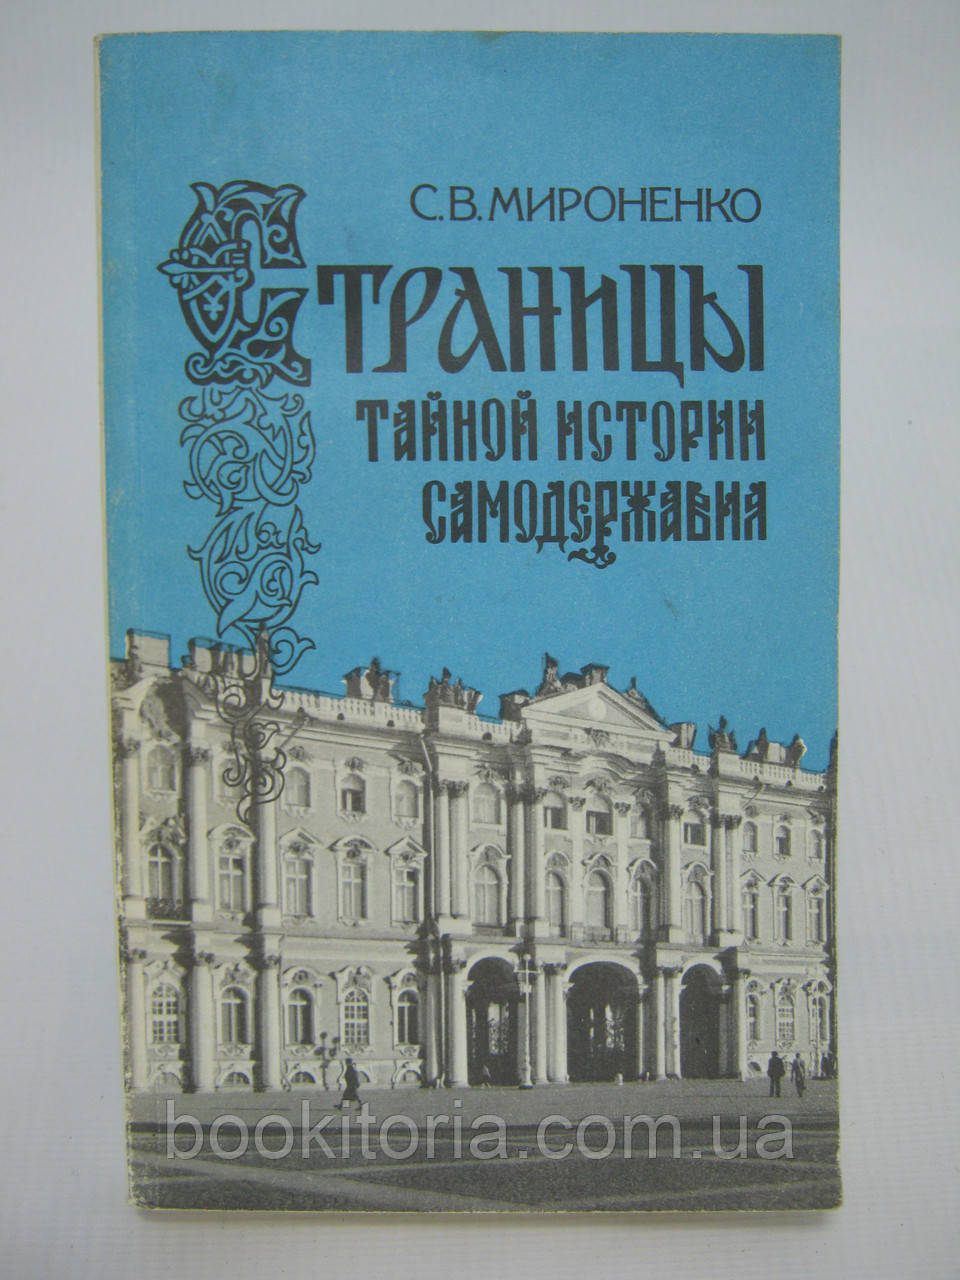 С.В.МИРОНЕНКО
СТРАНИЦЫ
ТАЙНОЙ ИСТОРИИ
САМОДЕРЖАВИЯ
bookitoria.com.ua